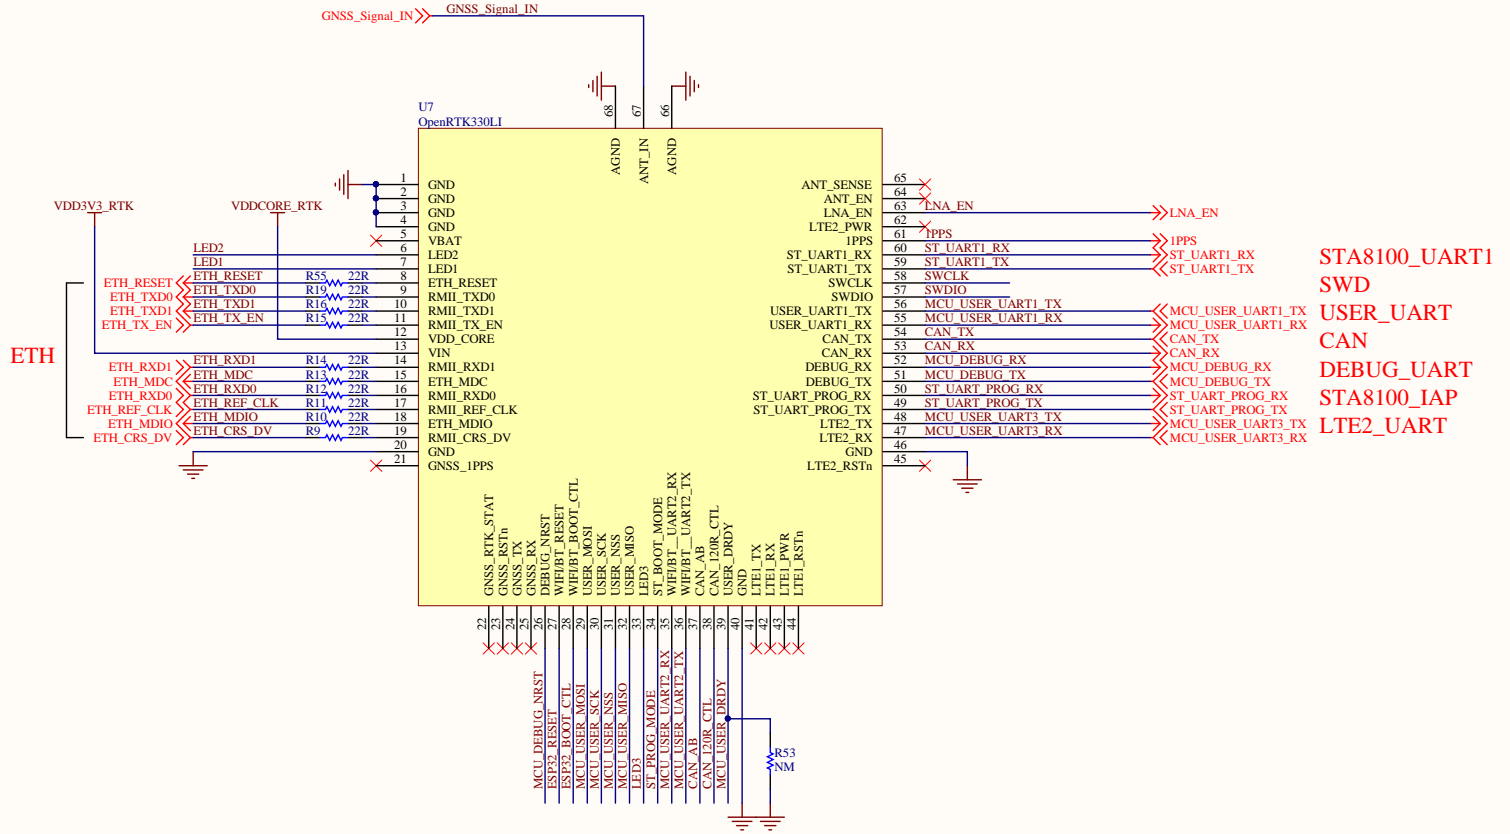 GNSS_Signal_IN GNSS_Signal_IN
U7
OpenRTK330LI
68 67 66
AGND ANT_IN AGND
1 GND ANT_SENSE 65
2 GND ANT_EN 64
VDD3V3_RTK VDDCORE_RTK 3 GND LNA_EN 63 LNA_EN LNA_EN
4 GND LTE2_PWR 62
5 VBAT 1PPS 61 1PPS 1PPS
LED2 6 LED2 ST_UART1_RX 60 ST_UART1_RX ST_UART1_RX STA8100_UART1
LED1 7 LED1 ST_UART1_TX 59 ST_UART1_TX ST_UART1_TX
ETH_RESET ETH_RESET R55 22R 8 ETH_RESET SWCLK 58 SWCLK SWD
ETH_TXD0 ETH_TXD0 R19 22R 9 RMII_TXD0 SWDIO 57 SWDIO
ETH_TXD1 ETH_TXD1 R16 22R 10 RMII_TXD1 USER_UART1_TX 56 MCU_USER_UART1_TX MCU_USER_UART1_TX USER_UART
ETH_TX_EN ETH_TX_EN R15 22R 11 RMII_TX_EN USER_UART1_RX 55 MCU_USER_UART1_RX MCU_USER_UART1_RX
12 VDD_CORE CAN_TX 54 CAN_TX CAN_TX CAN
ETH 13 VIN CAN_RX 53 CAN_RX CAN_RX
ETH_RXD1 ETH_RXD1 R14 22R 14 RMII_RXD1 DEBUG_RX 52 MCU_DEBUG_RX MCU_DEBUG_RX DEBUG_UART
ETH_MDC ETH_MDC R13 22R 15 ETH_MDC DEBUG_TX 51 MCU_DEBUG_TX MCU_DEBUG_TX
ETH_RXD0 ETH_RXD0 R12 22R 16 RMII_RXD0 ST_UART_PROG_RX 50 ST_UART_PROG_RX ST_UART_PROG_RX STA8100_IAP
ETH_REF_CLK ETH_REF_CLK R11 22R 17 RMII_REF_CLK ST_UART_PROG_TX 49 ST_UART_PROG_TX ST_UART_PROG_TX
ETH_MDIO ETH_MDIO R10 22R 18 ETH_MDIO LTE2_TX 48 MCU_USER_UART3_TX MCU_USER_UART3_TX LTE2_UART
ETH_CRS_DV ETH_CRS_DV R9 22R 19 RMII_CRS_DV LTE2_RX 47 MCU_USER_UART3_RX MCU_USER_UART3_RX
20 GND GND 46
21 GNSS_1PPS LTE2_RSTn 45
GNSS_RTK_STAT
GNSS_RSTn
GNSS_TX
GNSS_RX
DEBUG_NRST
WIFI/BT_RESET
WIFI/BT_BOOT_CTL
USER_MOSI
USER_SCK
USER_NSS
USER_MISO
LED3
ST_BOOT_MODE
WIFI/BT__UART2_RX
WIFI/BT__UART2_TX
CAN_AB
CAN_120R_CTL
USER_DRDY
GND
LTE1_TX
LTE1_RX
LTE1_PWR
LTE1_RSTn
22 23 24 25 26 27 28 29 30 31 32 33 34 35 36 37 38 39 40 41 42 43 44
MCU_DEBUG_NRST
ESP32_RESET
ESP32_BOOT_CTL
MCU_USER_MOSI
MCU_USER_SCK
MCU_USER_NSS
MCU_USER_MISO
LED3
ST_PROG_MODE
MCU_UART2_RX
MCU_USER_UART2_TX
CAN_AB
CAN_120R_CTL
MCU_USER_DRDY
R53
NM